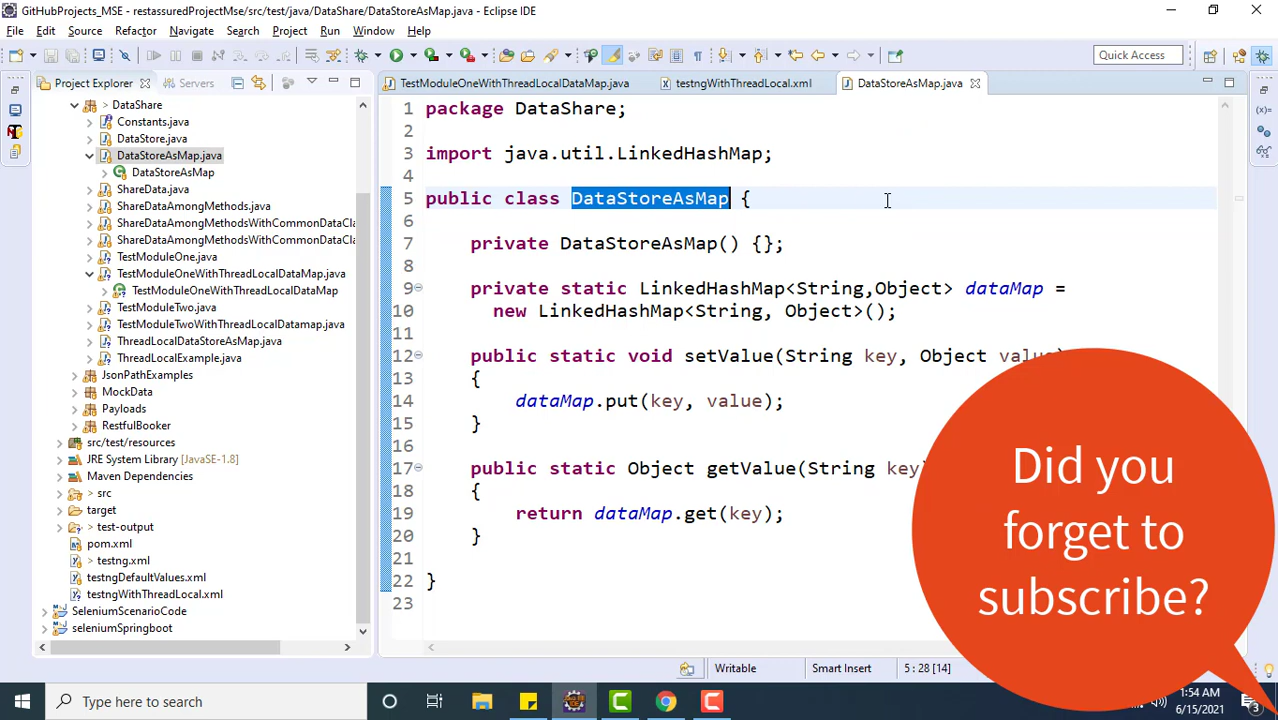 GitHubProjects_MSE - restassuredProjectMse/src/test/java/DataShare/DataStoreAsMap.java - Eclipse IDE
File Edit Source Refactor Navigate Search Project Run Window Help
Quick Access
Project Explorer
Servers
TestModuleOneWithThreadLocalDataMap.java
testngWithThreadLocal.xml
DataStoreAsMap.java
> DataShare
Constants.java
DataStore.java
DataStoreAsMap.java
DataStoreAsMap
ShareData.java
ShareDataAmongMethods.java
ShareDataAmongMethodsWithCommonDataCla
ShareDataAmongMethodsWithCommonDataCla
TestModuleOne.java
TestModuleOneWithThreadLocalDataMap.java
TestModuleOneWithThreadLocalDataMap
TestModuleTwo.java
TestModuleTwoWithThreadLocalDatamap.java
ThreadLocalDataStoreAsMap.java
ThreadLocalExample.java
JsonPathExamples
MockData
Payloads
RestfulBooker
src/test/resources
JRE System Library [JavaSE-1.8]
Maven Dependencies
> src
target
> test-output
pom.xml
> testng.xml
testngDefaultValues.xml
testngWithThreadLocal.xml
SeleniumScenarioCode
seleniumSpringboot
1 package DataShare;
2
3 import java.util.LinkedHashMap;
4
5 public class DataStoreAsMap {
6
7 private DataStoreAsMap() {};
8
9 private static LinkedHashMap<String,Object> dataMap =
10 new LinkedHashMap<String, Object>();
11
12 public static void setValue(String key, Object value)
13 {
14 dataMap.put(key, value);
15 }
16
17 public static Object getValue(String key)
18 {
19 return dataMap.get(key);
20 }
21
22 }
23
Did you
forget to
subscribe?
Writable
Smart Insert
5 : 28 [14]
Type here to search
1:54 AM
6/15/2021
3